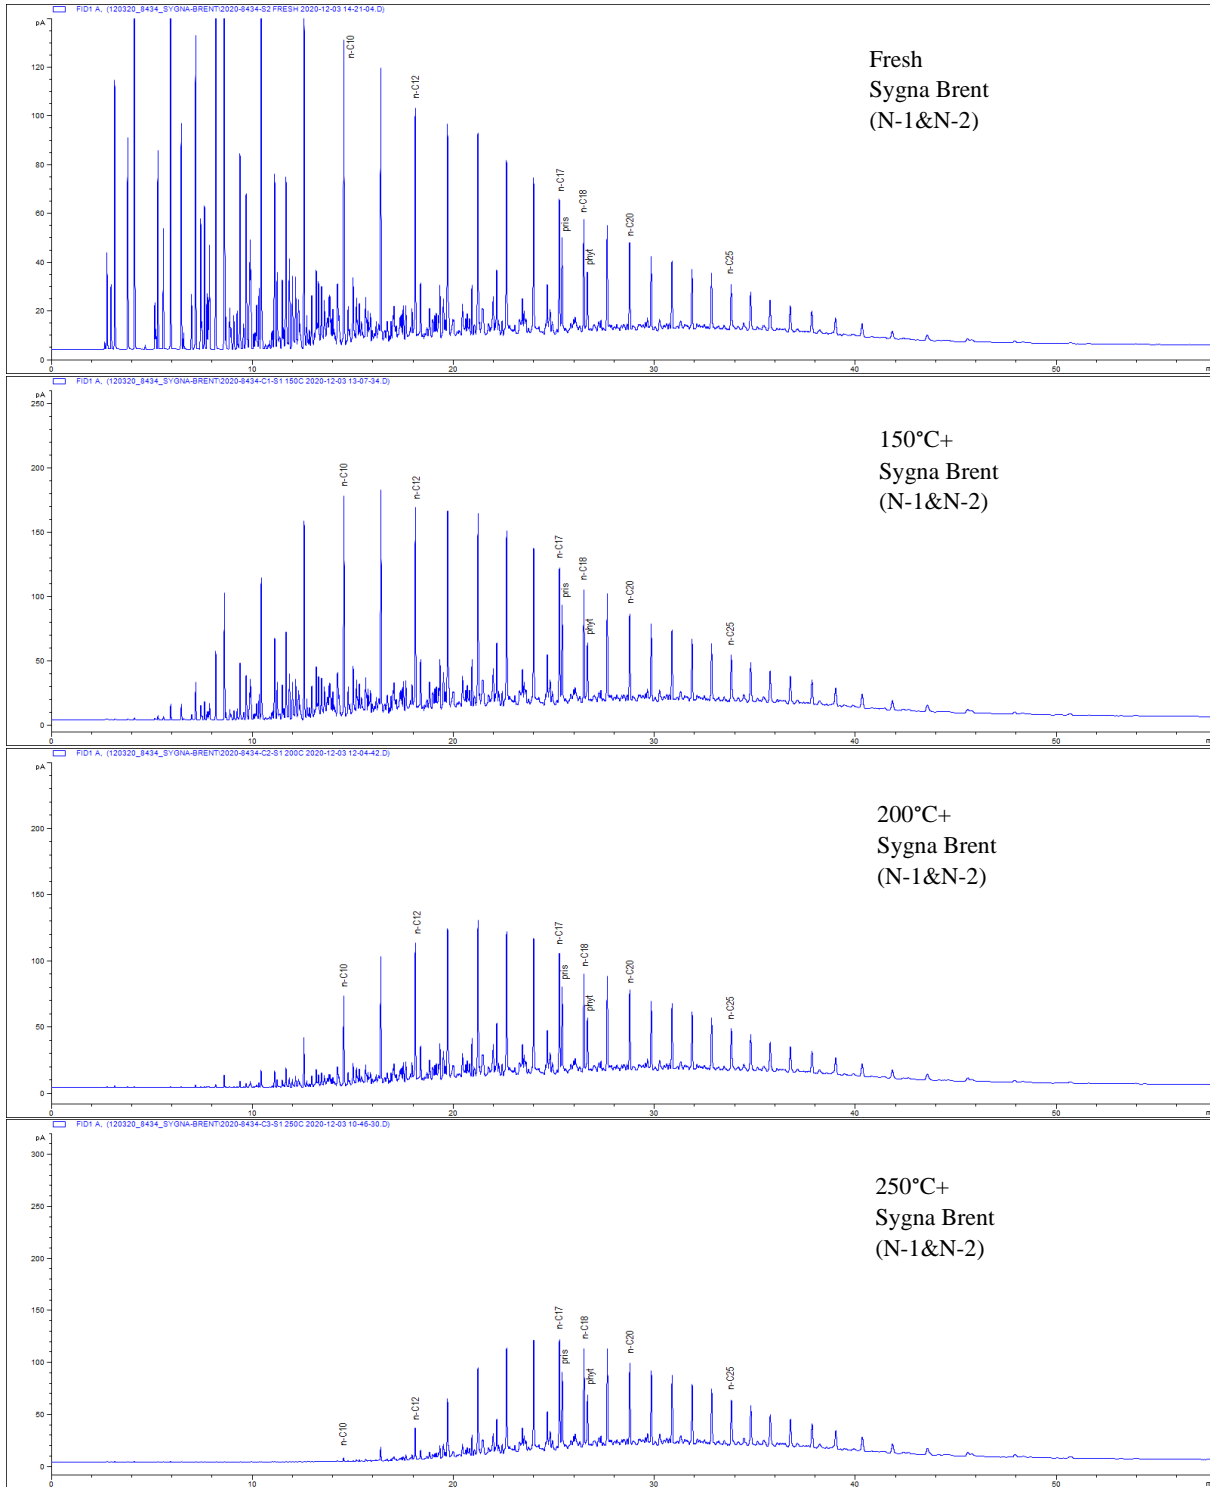 FID1 A, (120320_8434_SYGNA-BRENT\2020-8434-S2 FRESH 2020-12-03 14-21-04.D)
pA
120
100
80
60
40
20
0
n-C10
n-C12
n-C17
pris
n-C18
phyt
n-C20
n-C25
Fresh
Sygna Brent
(N-1&N-2)
0 10 20 30 40 50
FID1 A, (120320_8434_SYGNA-BRENT\2020-8434-C1-S1 150C 2020-12-03 13-07-34.D)
pA
250
200
150
100
50
0
n-C10
n-C12
n-C17
pris
n-C18
phyt
n-C20
n-C25
150°C+
Sygna Brent
(N-1&N-2)
0 10 20 30 40 50
FID1 A, (120320_8434_SYGNA-BRENT\2020-8434-C2-S1 200C 2020-12-03 12-04-42.D)
pA
200
150
100
50
0
n-C10
n-C12
n-C17
pris
n-C18
phyt
n-C20
n-C25
200°C+
Sygna Brent
(N-1&N-2)
0 10 20 30 40 50
FID1 A, (120320_8434_SYGNA-BRENT\2020-8434-C3-S1 250C 2020-12-03 10-46-30.D)
pA
300
250
200
150
100
50
0
n-C10
n-C12
n-C17
pris
n-C18
phyt
n-C20
n-C25
250°C+
Sygna Brent
(N-1&N-2)
0 10 20 30 40 50